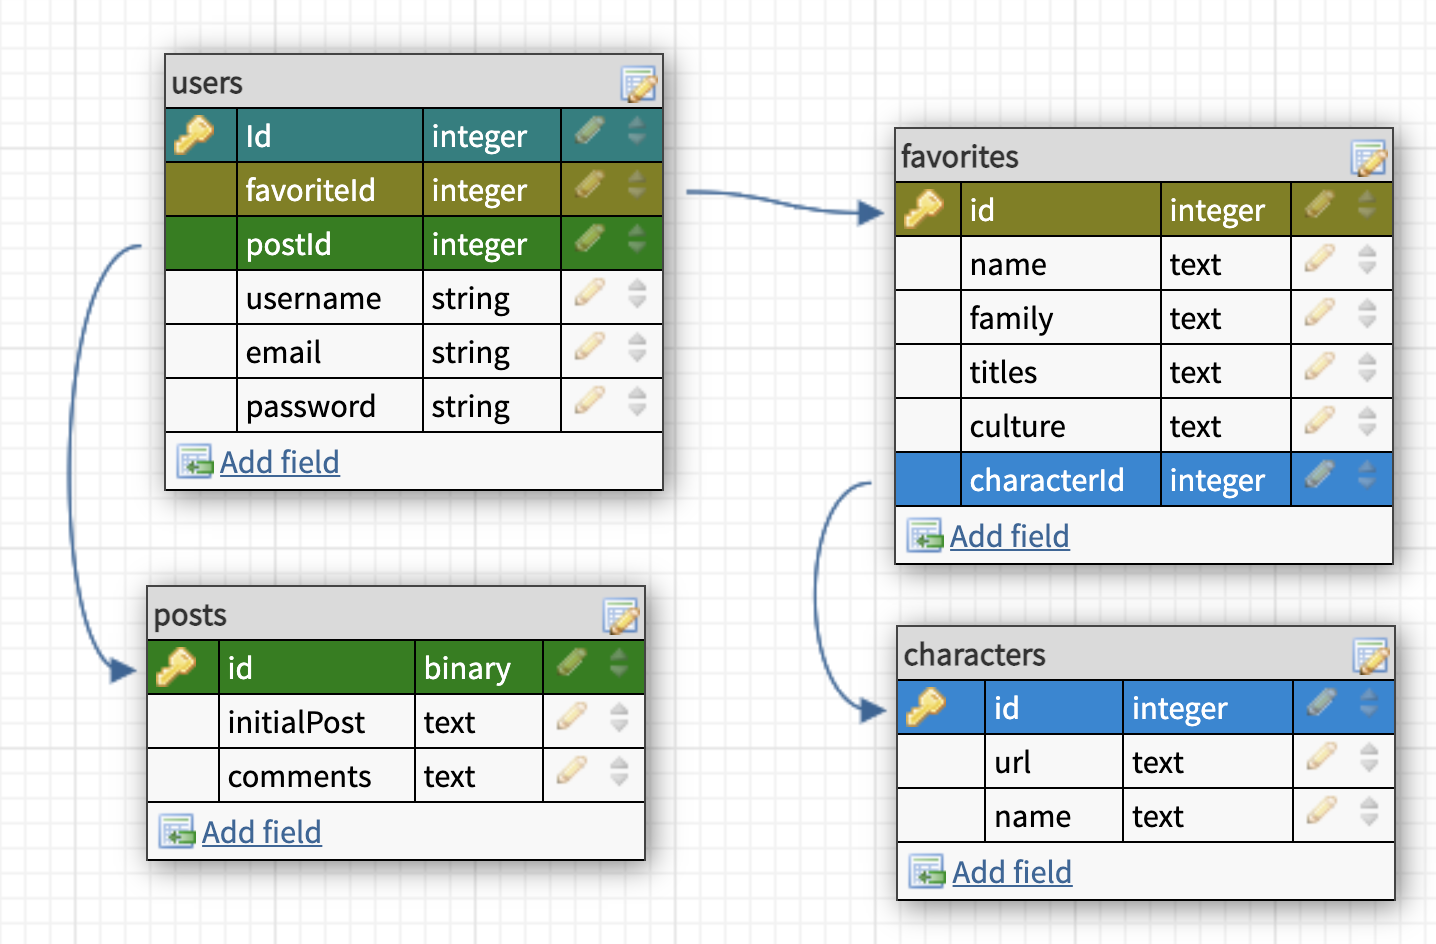 users
Id integer
favoriteId integer
postId integer
username string
email string
password string
Add field
favorites
id integer
name text
family text
titles text
culture text
characterId integer
Add field
posts
id binary
initialPost text
comments text
Add field
characters
id integer
url text
name text
Add field